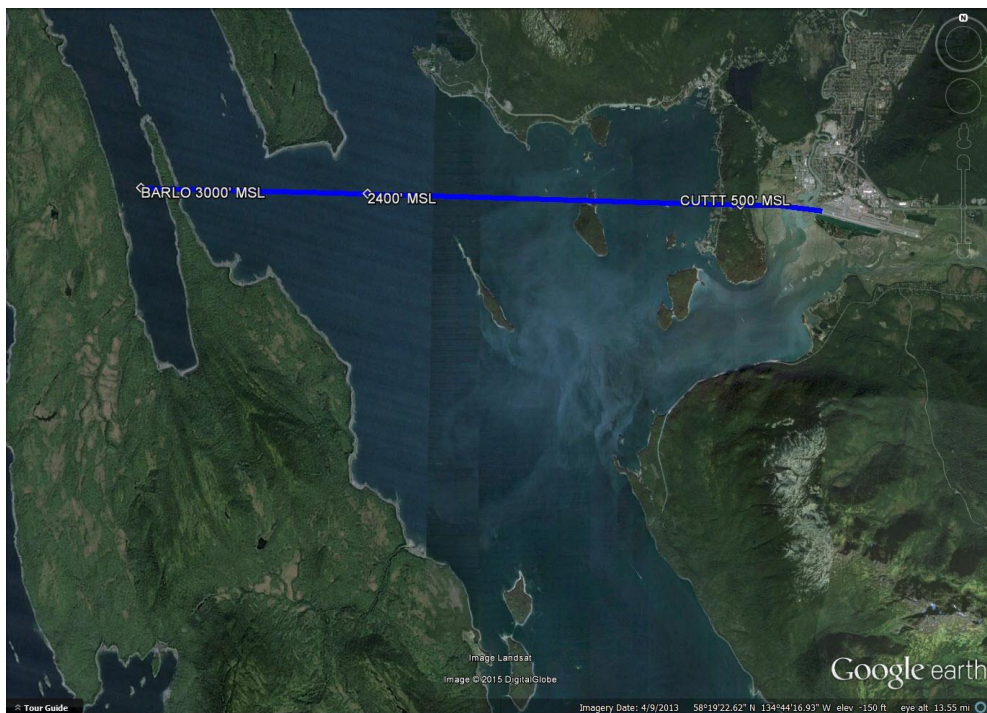 N
BARLO 3000' MSL
2400' MSL
CUTTT 500' MSL
Image Landsat
Image © 2015 DigitalGlobe
Google earth
Tour Guide
Imagery Date: 4/9/2013 58°19'22.62" N 134°44'16.93" W elev -150 ft eye alt 13.55 mi